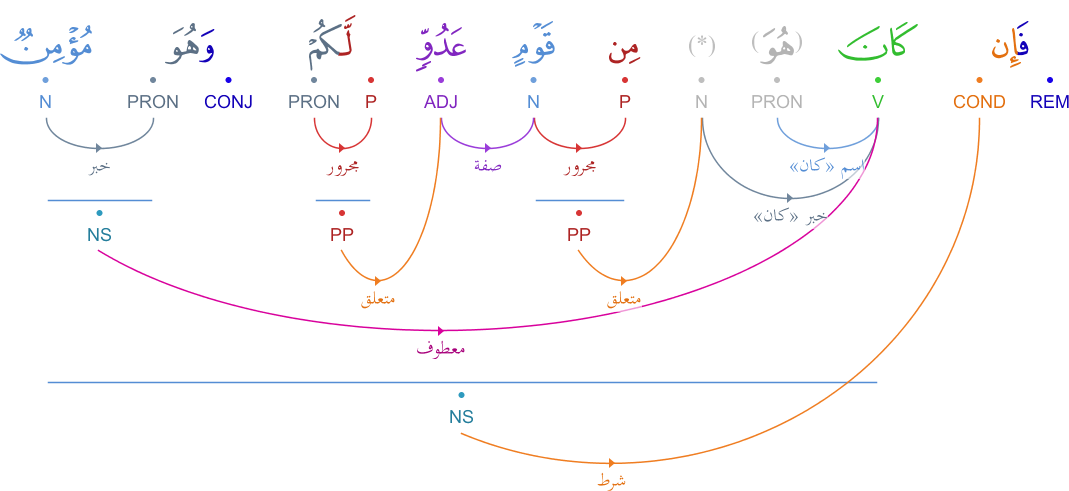 فَإِن كَانَ (هُوَ) (*) مِن قَوْمٍ عَدُوٍّ لَّكُمْ وَهُوَ مُؤْمِنٌ
REM COND V PRON N P N ADJ P PRON CONJ PRON N
اسم «كان» مجرور صفة مجرور خبر
خبر «كان»
PP PP NS
متعلق متعلق
معطوف
NS
شرط